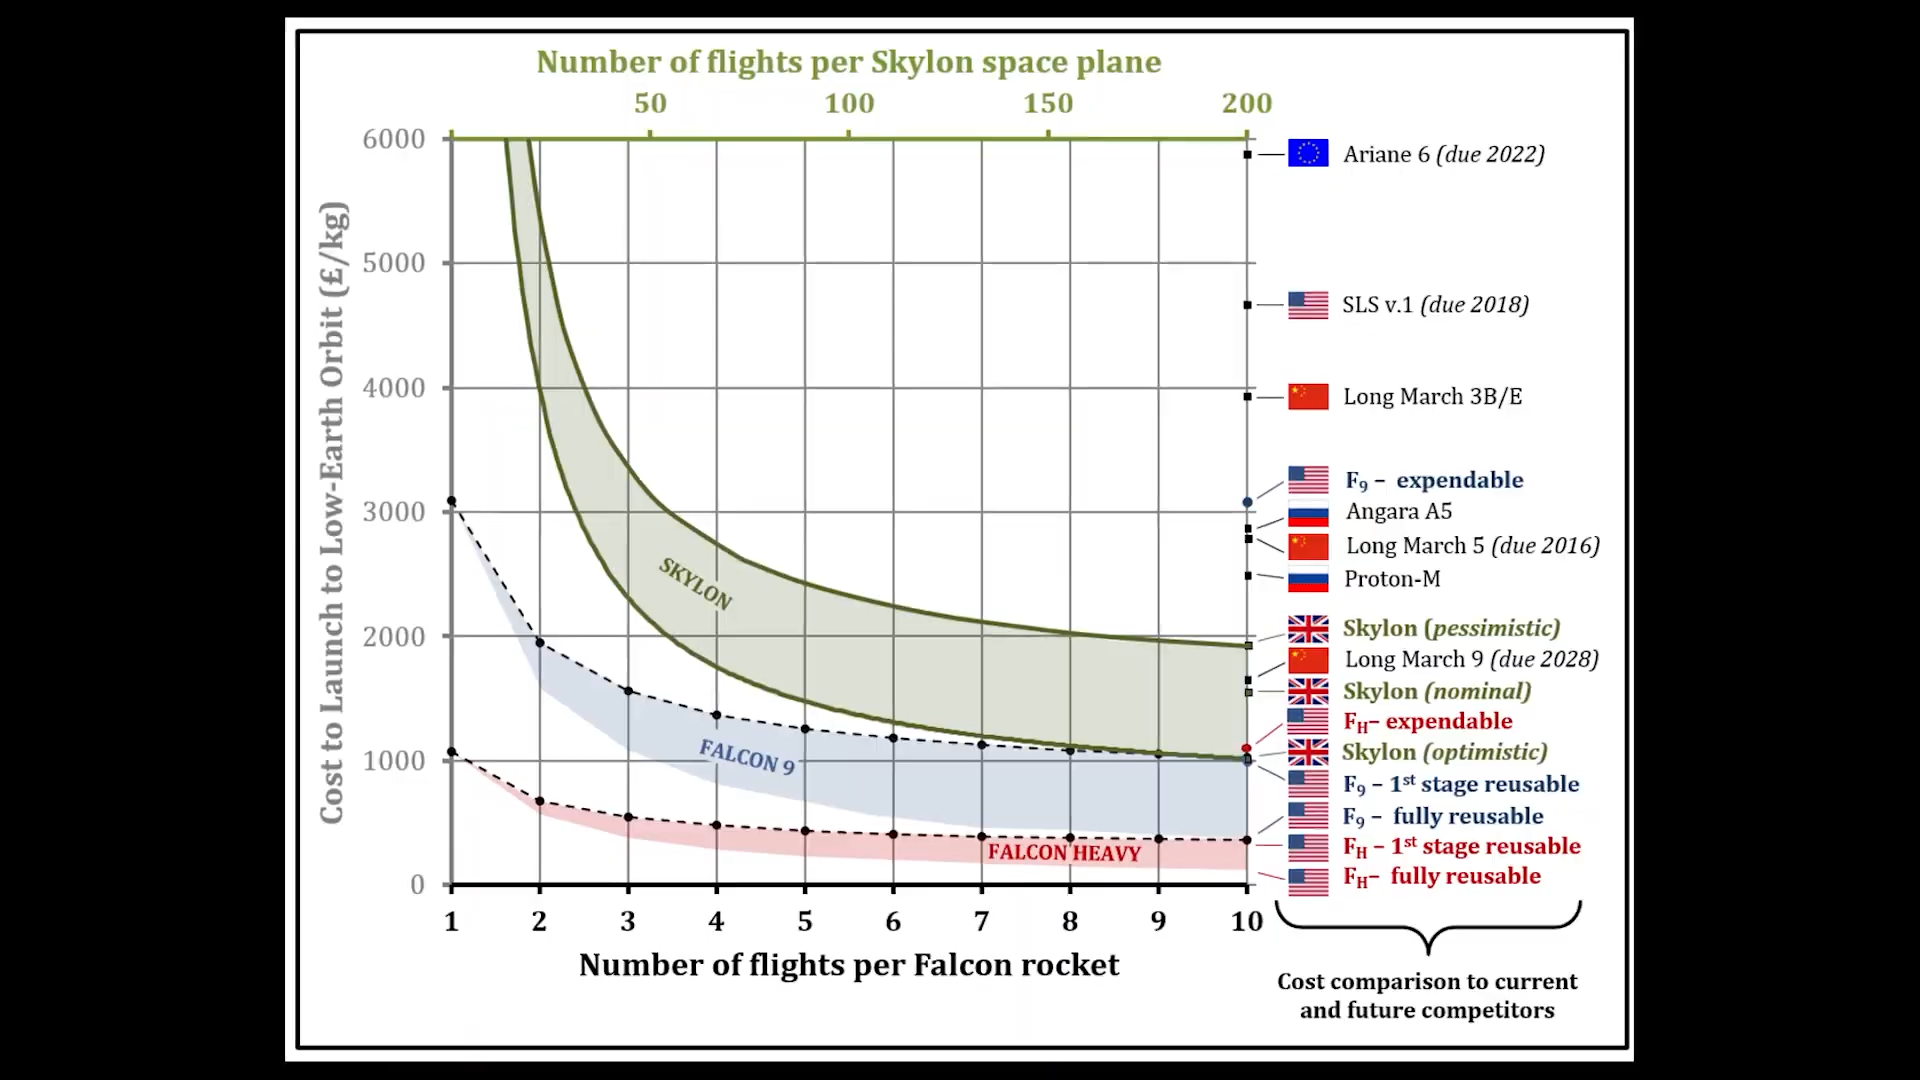 Number of flights per Skylon space plane
50 100 150 200
Cost to Launch to Low-Earth Orbit (£/kg)
6000
5000
4000
3000
2000
1000
0
SKYLON
FALCON 9
FALCON HEAVY
1 2 3 4 5 6 7 8 9 10
Number of flights per Falcon rocket
Ariane 6 (due 2022)
SLS v.1 (due 2018)
Long March 3B/E
F9 – expendable
Angara A5
Long March 5 (due 2016)
Proton-M
Skylon (pessimistic)
Long March 9 (due 2028)
Skylon (nominal)
FH– expendable
Skylon (optimistic)
F9 – 1st stage reusable
F9 – fully reusable
FH – 1st stage reusable
FH– fully reusable
Cost comparison to current
and future competitors